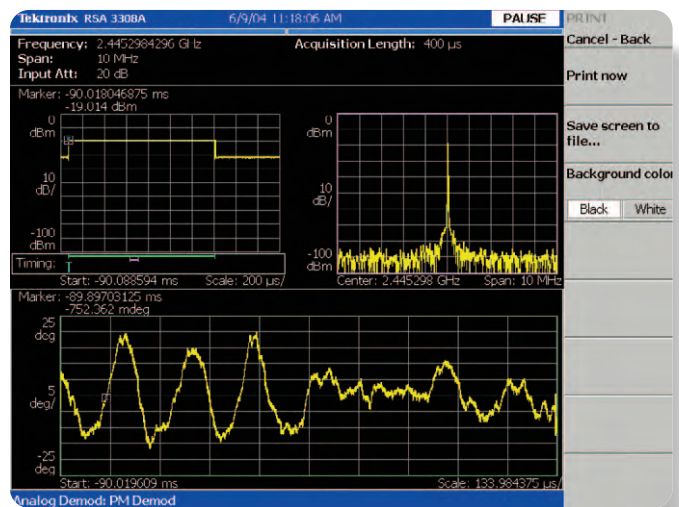 Tektronix RSA 3308A 6/9/04 11:18:06 AM PAUSE PRINT
Frequency: 2.4452984296 GHz Acquisition Length: 400 µs Cancel - Back
Span: 10 MHz
Input Att: 20 dB
Print now
Marker: -90.018046875 ms
-19.014 dBm
0
dBm
10
dB/
-100
dBm
0
dBm
10
dB/
-100
dBm
Timing: T
Start: -90.088594 ms Scale: 200 µs/ Center: 2.445298 GHz Span: 10 MHz
Save screen to
file...
Background color
Black White
Marker: -89.89703125 ms
-752.362 mdeg
25
deg
5
deg/
-25
deg
Start: -90.019609 ms Scale: 133.984375 µs/
Analog Demod: PM Demod